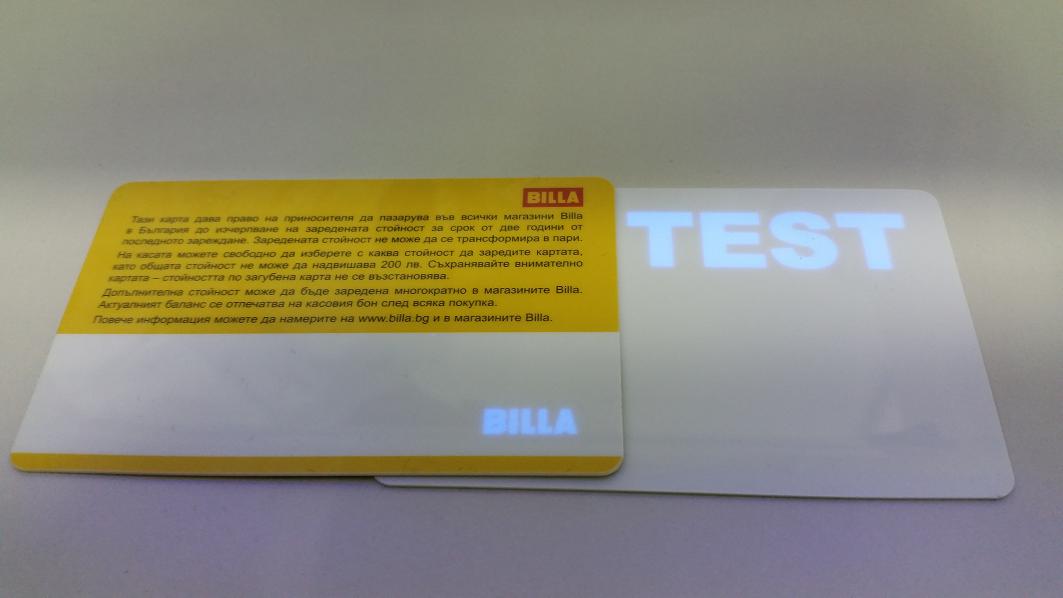 BILLA
Тази карта дава право на приносителя да пазарува във всички магазини Billa
в България до изчерпване на заредената стойност за срок от две години от
последното зареждане. Заредената стойност не може да се трансформира в пари.
На касата можете свободно да изберете с каква стойност да заредите картата,
като общата стойност не може да надвишава 200 лв. Съхранявайте внимателно
картата – стойността по загубена карта не се възстановява.
Допълнителна стойност може да бъде заредена многократно в магазините Billa.
Актуалният баланс се отпечатва на касовия бон след всяка покупка.
Повече информация можете да намерите на www.billa.bg и в магазините Billa.
BILLA
TEST